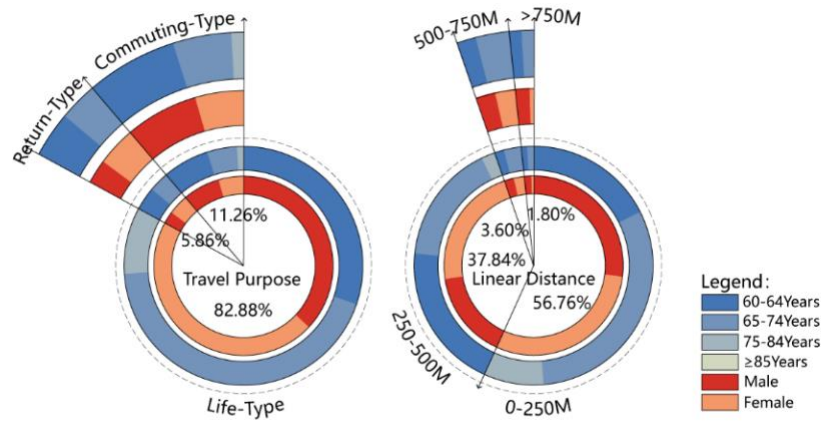 Commuting-Type
Return-Type
11.26%
5.86%
Travel Purpose
82.88%
Life-Type
500-750M
>750M
1.80%
3.60%
37.84%
Linear Distance
56.76%
250-500M
0-250M
Legend:
60-64Years
65-74Years
75-84Years
≥85Years
Male
Female